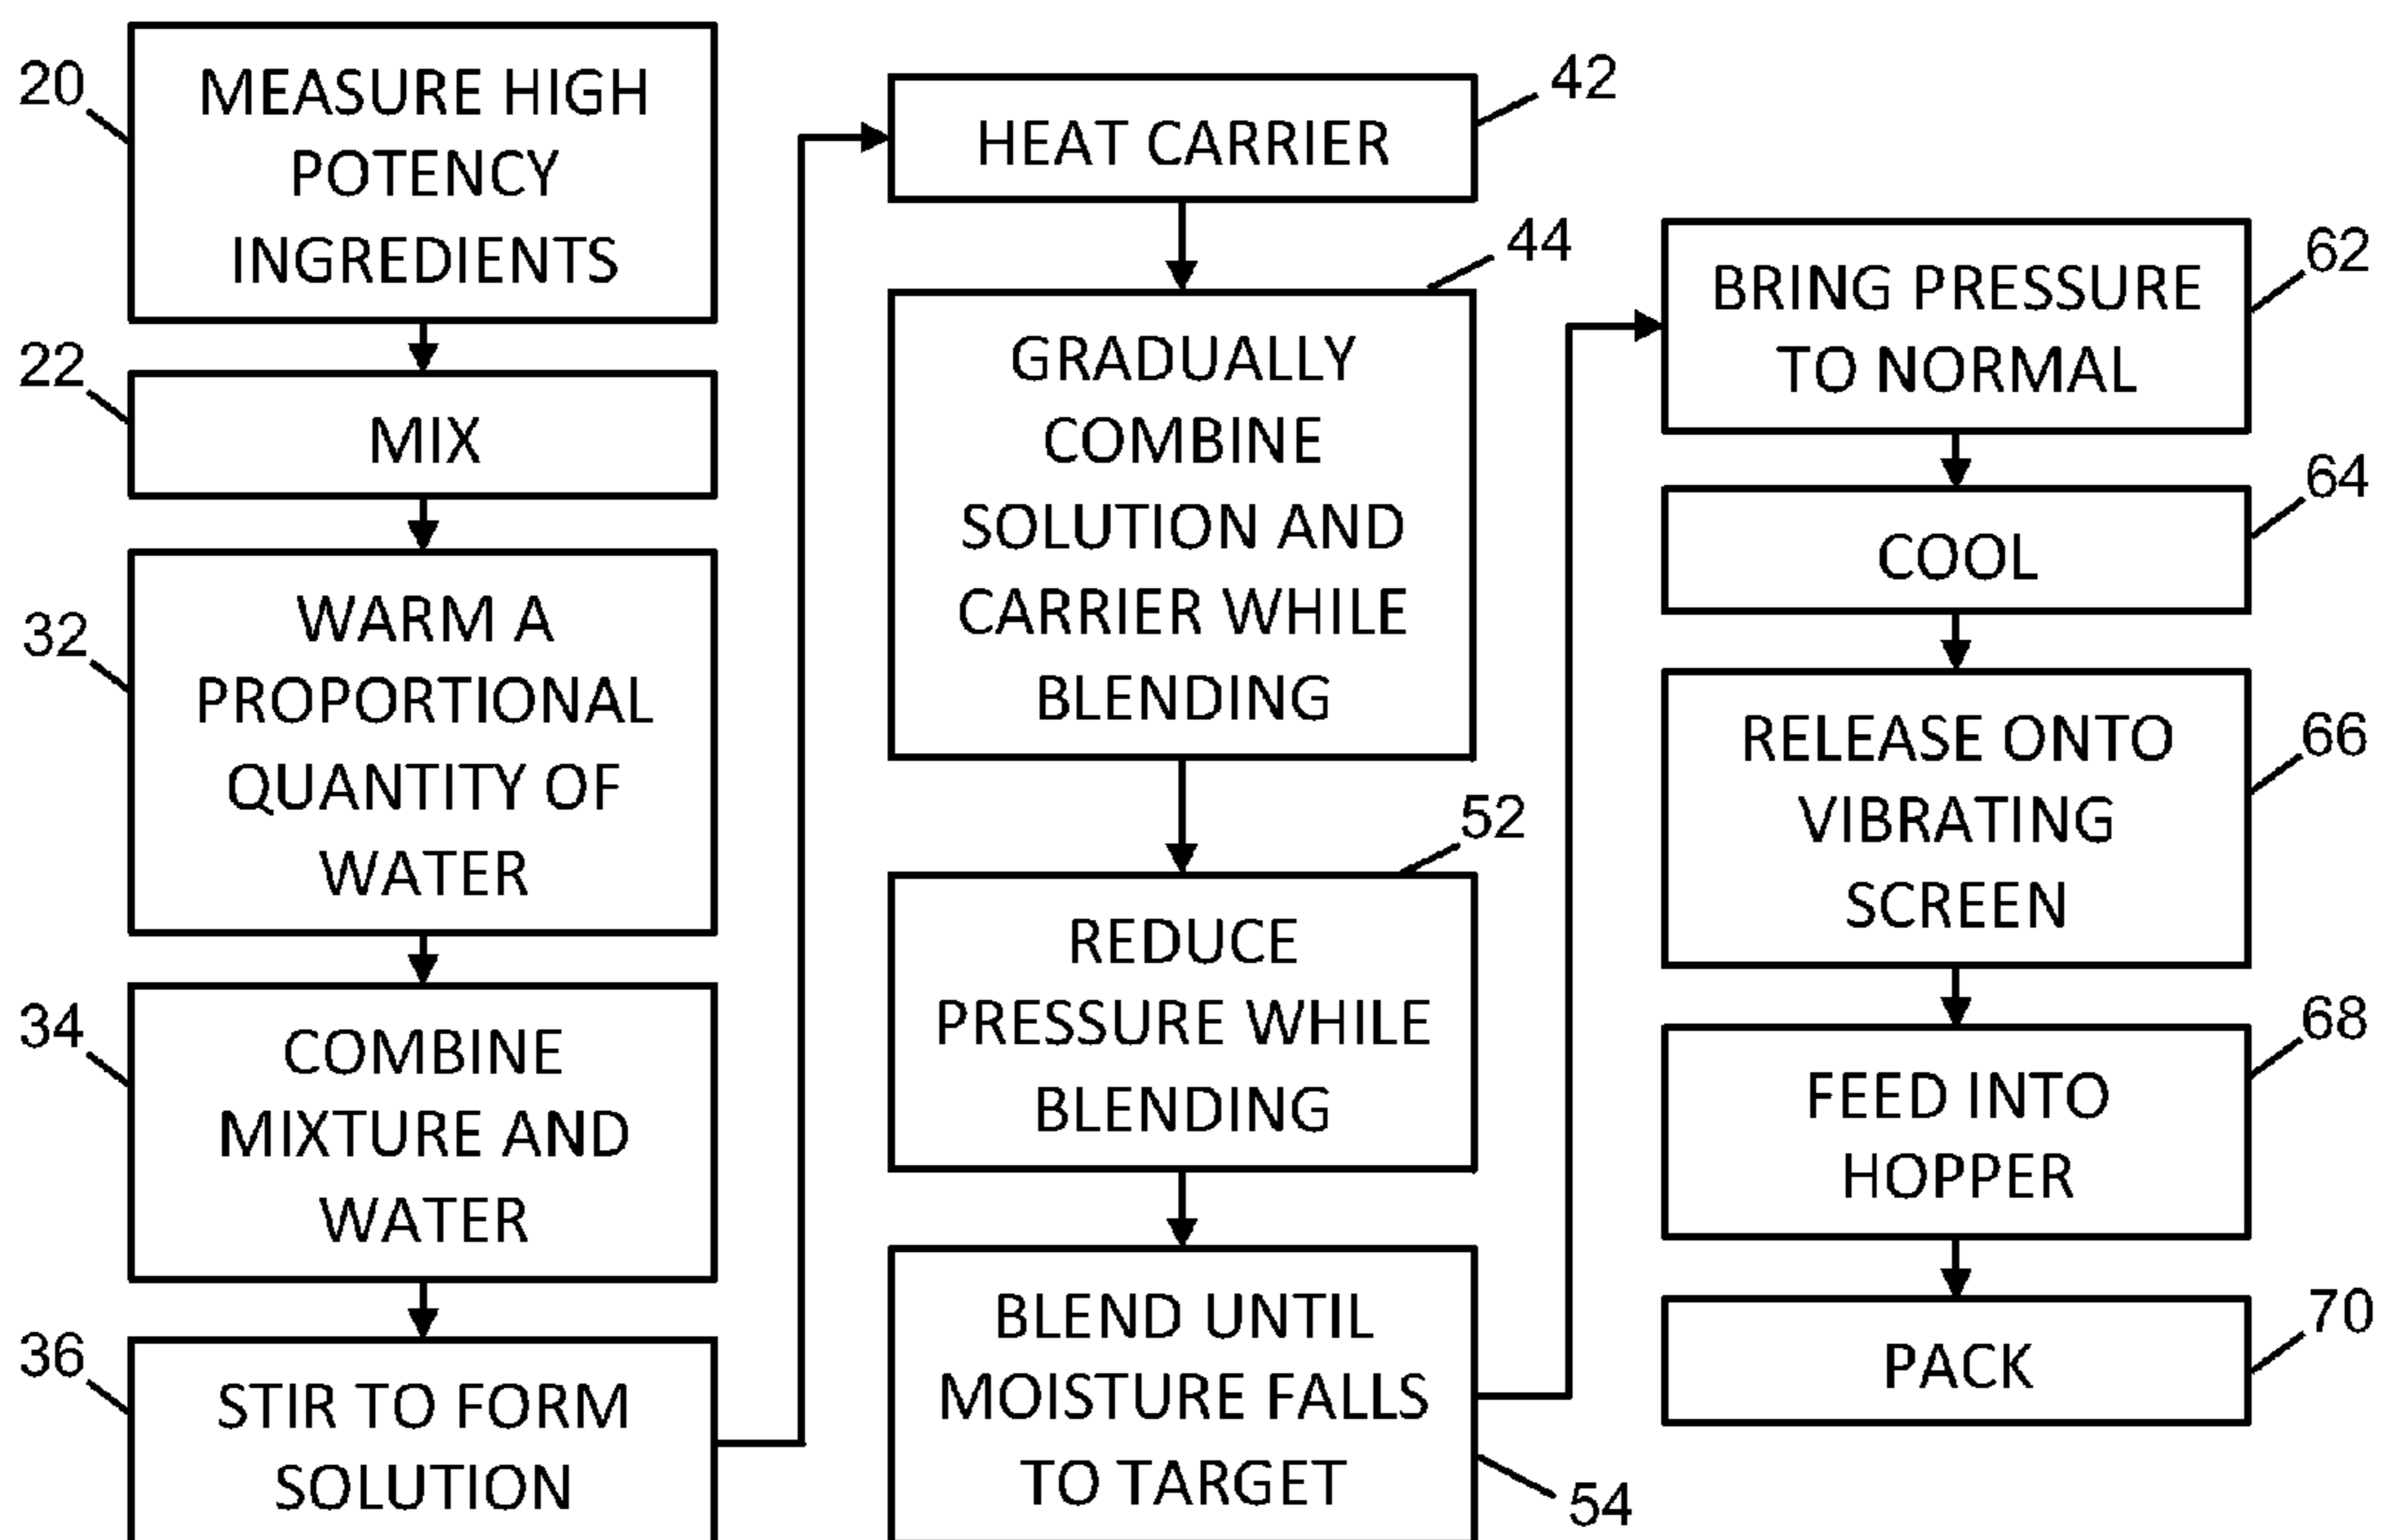 20
MEASURE HIGH
POTENCY
INGREDIENTS
22
MIX
32
WARM A
PROPORTIONAL
QUANTITY OF
WATER
34
COMBINE
MIXTURE AND
WATER
36
STIR TO FORM
SOLUTION
42
HEAT CARRIER
44
GRADUALLY
COMBINE
SOLUTION AND
CARRIER WHILE
BLENDING
52
REDUCE
PRESSURE WHILE
BLENDING
BLEND UNTIL
MOISTURE FALLS
TO TARGET
54
62
BRING PRESSURE
TO NORMAL
64
COOL
66
RELEASE ONTO
VIBRATING
SCREEN
68
FEED INTO
HOPPER
70
PACK